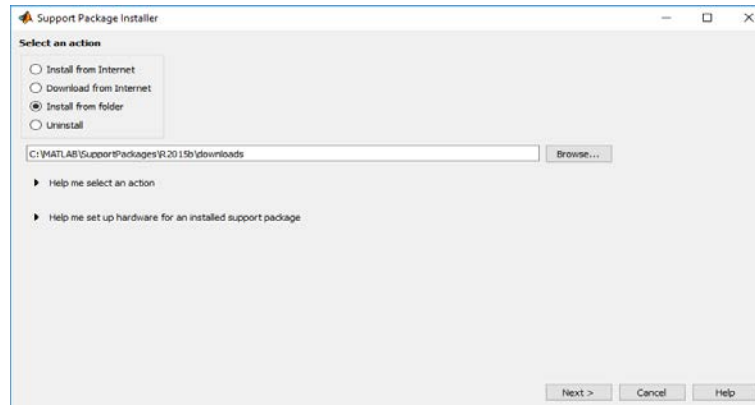 Support Package Installer
Select an action
Install from Internet
Download from Internet
Install from folder
Uninstall
C:\MATLAB\SupportPackages\R2015b\downloads
Browse...
Help me select an action
Help me set up hardware for an installed support package
Next > Cancel Help